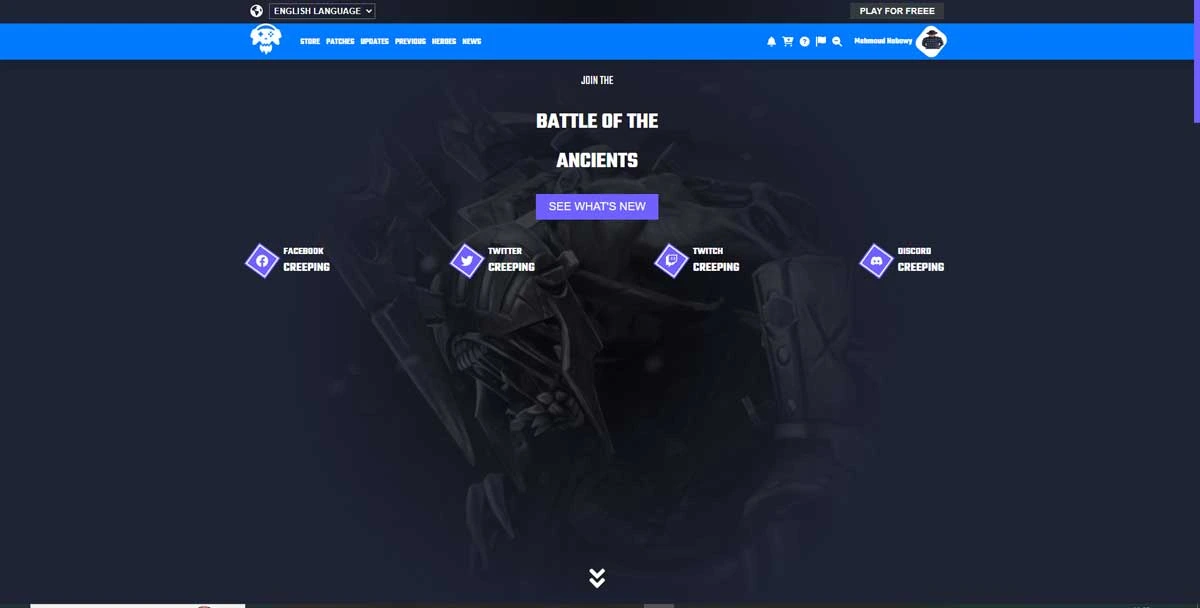 ENGLISH LANGUAGE
PLAY FOR FREEE
STORE PATCHES UPDATES PREVIOUS HEROES NEWS
Mahmoud Nabawy
JOIN THE
BATTLE OF THE
ANCIENTS
SEE WHAT'S NEW
FACEBOOK
CREEPING
TWITTER
CREEPING
TWITCH
CREEPING
DISCORD
CREEPING